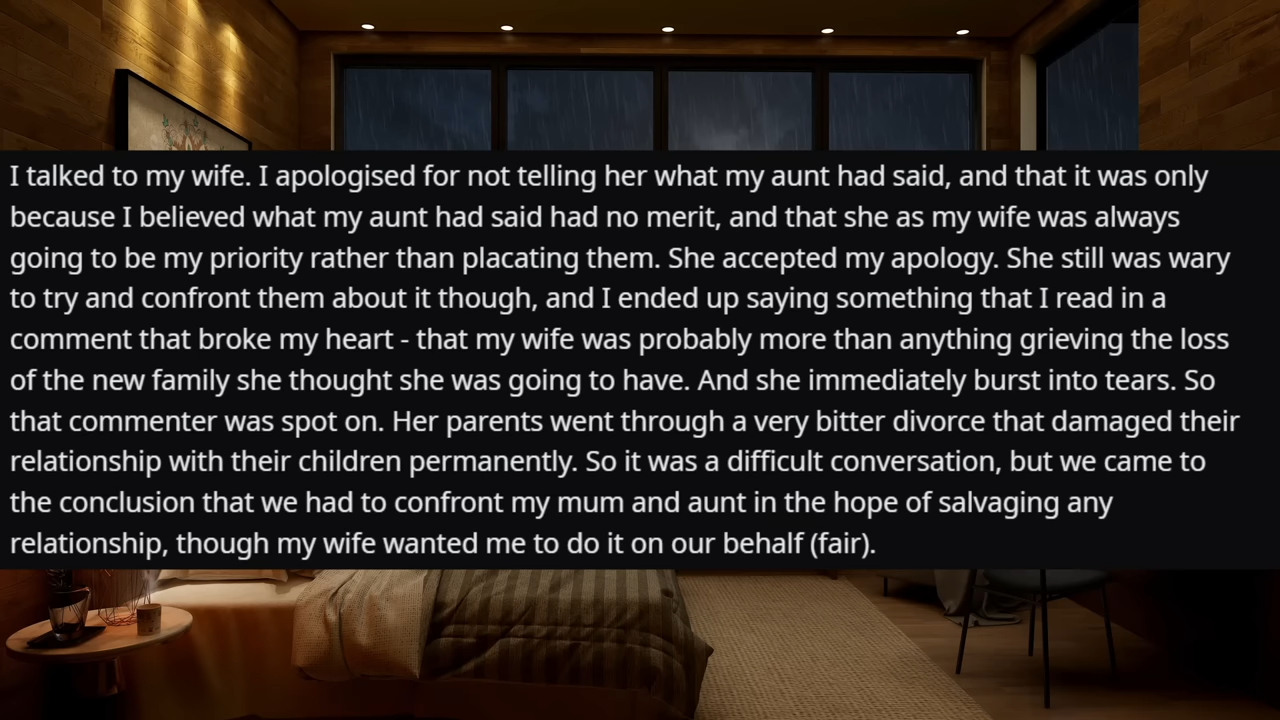 I talked to my wife. I apologised for not telling her what my aunt had said, and that it was only
because I believed what my aunt had said had no merit, and that she as my wife was always
going to be my priority rather than placating them. She accepted my apology. She still was wary
to try and confront them about it though, and I ended up saying something that I read in a
comment that broke my heart - that my wife was probably more than anything grieving the loss
of the new family she thought she was going to have. And she immediately burst into tears. So
that commenter was spot on. Her parents went through a very bitter divorce that damaged their
relationship with their children permanently. So it was a difficult conversation, but we came to
the conclusion that we had to confront my mum and aunt in the hope of salvaging any
relationship, though my wife wanted me to do it on our behalf (fair).